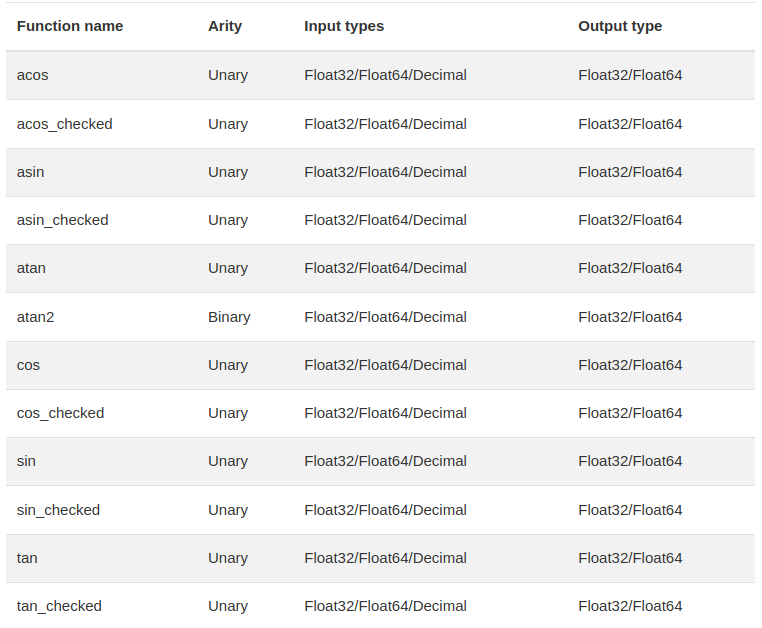 Function name Arity Input types Output type
acos Unary Float32/Float64/Decimal Float32/Float64
acos_checked Unary Float32/Float64/Decimal Float32/Float64
asin Unary Float32/Float64/Decimal Float32/Float64
asin_checked Unary Float32/Float64/Decimal Float32/Float64
atan Unary Float32/Float64/Decimal Float32/Float64
atan2 Binary Float32/Float64/Decimal Float32/Float64
cos Unary Float32/Float64/Decimal Float32/Float64
cos_checked Unary Float32/Float64/Decimal Float32/Float64
sin Unary Float32/Float64/Decimal Float32/Float64
sin_checked Unary Float32/Float64/Decimal Float32/Float64
tan Unary Float32/Float64/Decimal Float32/Float64
tan_checked Unary Float32/Float64/Decimal Float32/Float64